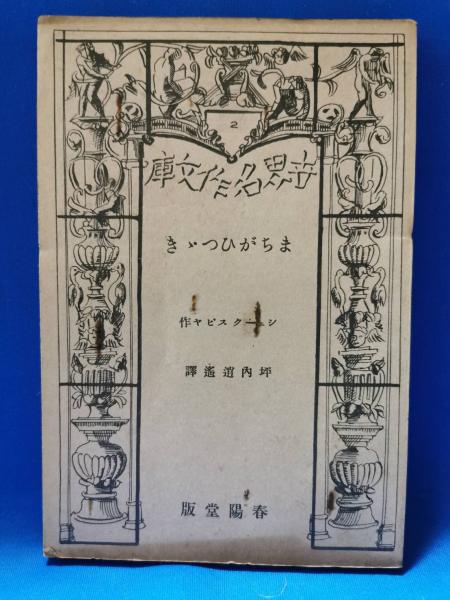 2
世界名作文庫
まちがひつゞき
シェークスピヤ作
坪內逍遙譯
春陽堂版